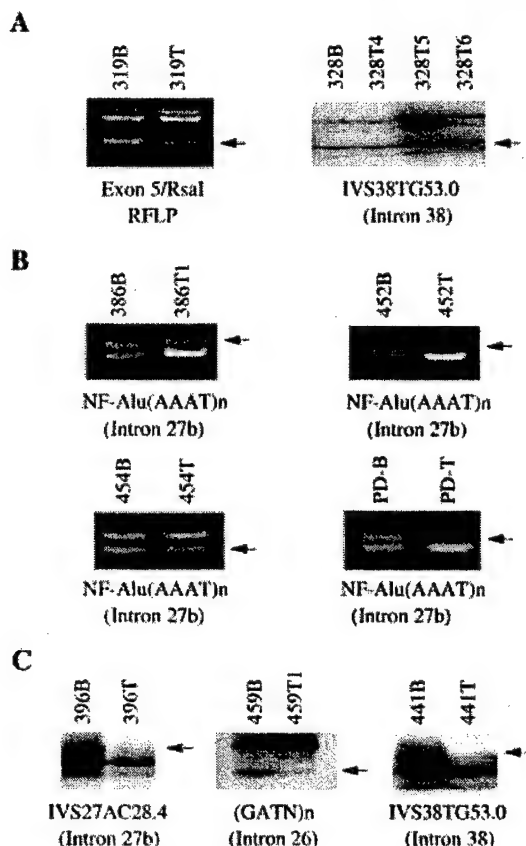 A
319B 319T
328B 328T4 328T5 328T6
Exon 5/RsaI
RFLP
IVS38TG53.0
(Intron 38)
B
386B 386T1
452B 452T
NF-Alu(AAAT)n
(Intron 27b)
NF-Alu(AAAT)n
(Intron 27b)
454B 454T
PD-B PD-T
NF-Alu(AAAT)n
(Intron 27b)
NF-Alu(AAAT)n
(Intron 27b)
C
396B 396T
459B 459T1
441B 441T
IVS27AC28.4
(Intron 27b)
(GATN)n
(Intron 26)
IVS38TG53.0
(Intron 38)